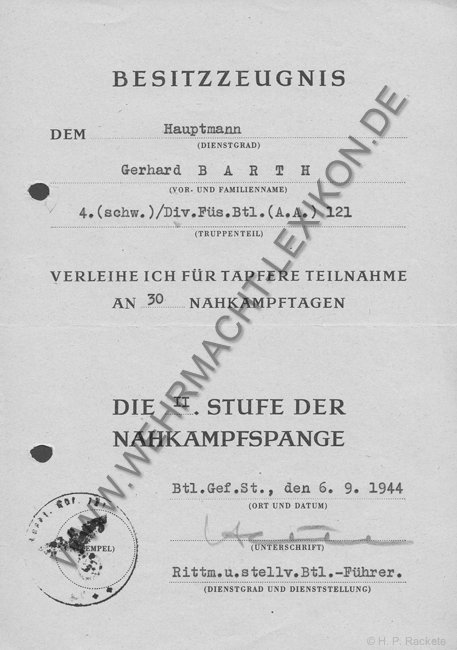 BESITZZEUGNIS
DEM Hauptmann
(DIENSTGRAD)
Gerhard B A R T H
(VOR- UND FAMILIENNAME)
4.(schw.)/Div.Füs.Btl.(A.A.) 121
(TRUPPENTEIL)
VERLEIHE ICH FÜR TAPFERE TEILNAHME
AN 30 NAHKAMPFTAGEN
DIE II. STUFE DER
NAHKAMPFSPANGE
Btl.Gef.St., den 6. 9. 1944
(ORT UND DATUM)
(UNTERSCHRIFT)
(STEMPEL)
Rittm.u.stellv.Btl.-Führer.
(DIENSTGRAD UND DIENSTSTELLUNG)
WWW.WEHRMACHT-LEXIKON.DE
© H. P. Rackete